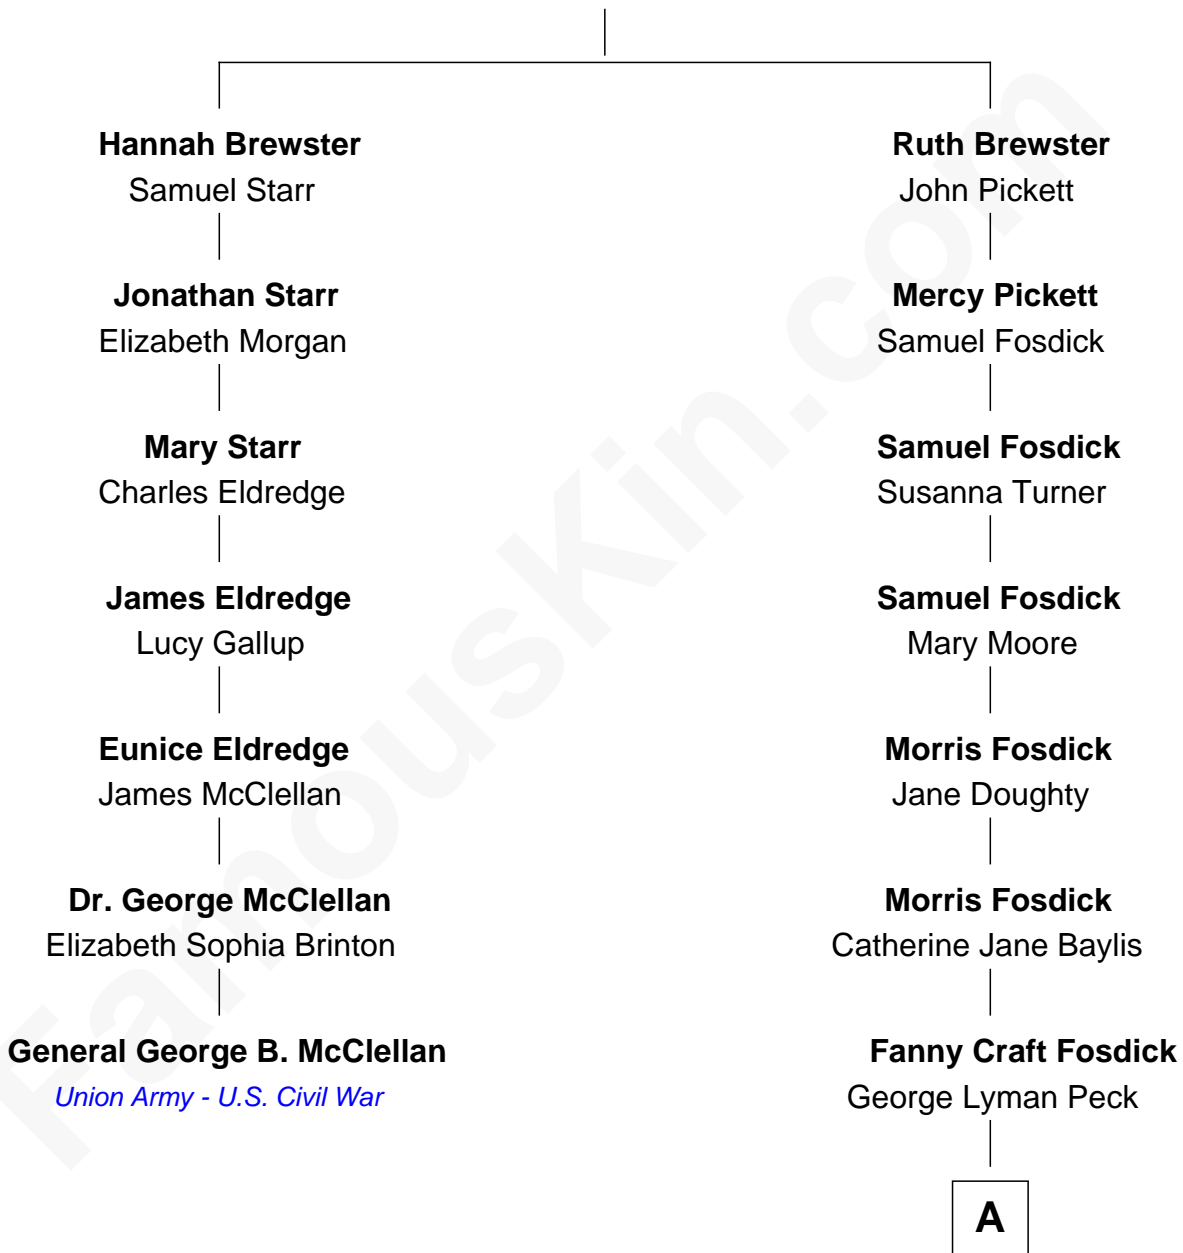 Hannah Brewster
Samuel Starr
Jonathan Starr
Elizabeth Morgan
Mary Starr
Charles Eldredge
James Eldredge
Lucy Gallup
Eunice Eldredge
James McClellan
Dr. George McClellan
Elizabeth Sophia Brinton
General George B. McClellan
Union Army - U.S. Civil War
Ruth Brewster
John Pickett
Mercy Pickett
Samuel Fosdick
Samuel Fosdick
Susanna Turner
Samuel Fosdick
Mary Moore
Morris Fosdick
Jane Doughty
Morris Fosdick
Catherine Jane Baylis
Fanny Craft Fosdick
George Lyman Peck
A
FamousKin.com